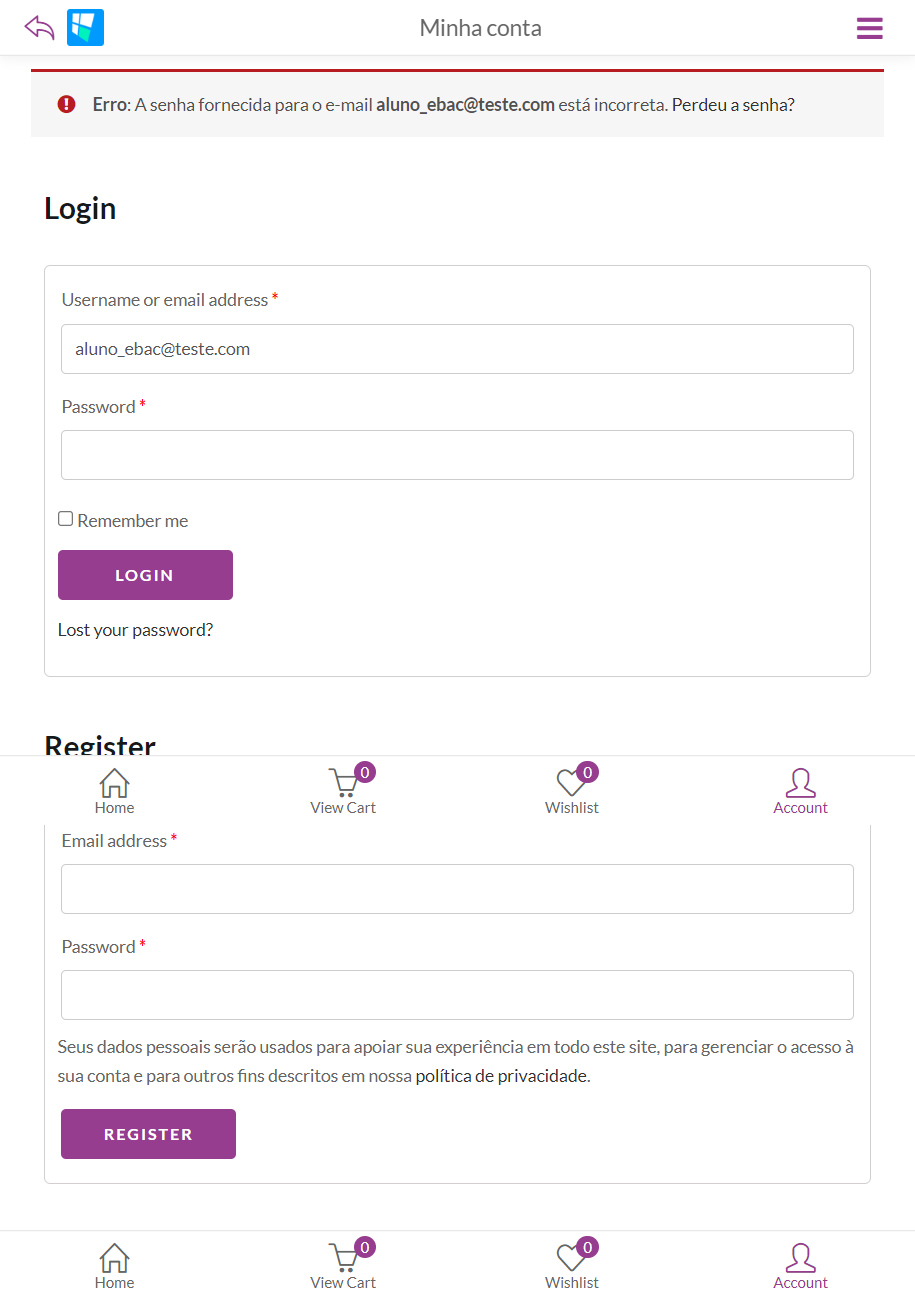 Minha conta
Erro: A senha fornecida para o e-mail aluno_ebac@teste.com está incorreta. Perdeu a senha?
Login
Username or email address *
aluno_ebac@teste.com
Password *
Remember me
LOGIN
Lost your password?
Register
0
0
Home
View Cart
Wishlist
Account
Email address *
Password *
Seus dados pessoais serão usados para apoiar sua experiência em todo este site, para gerenciar o acesso à
sua conta e para outros fins descritos em nossa política de privacidade.
REGISTER
0
0
Home
View Cart
Wishlist
Account